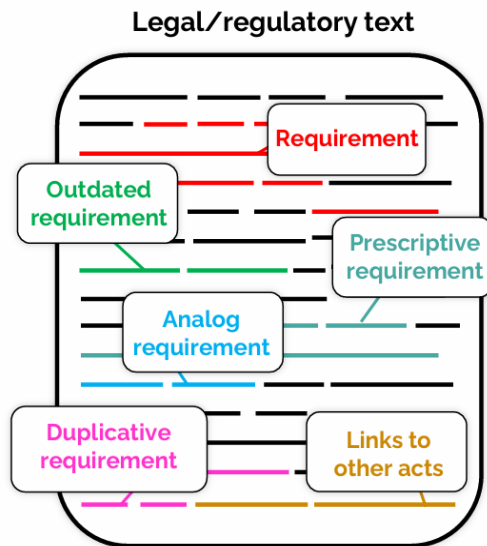 Legal/regulatory text
Requirement
Outdated
requirement
Prescriptive
requirement
Analog
requirement
Duplicative
requirement
Links to
other acts